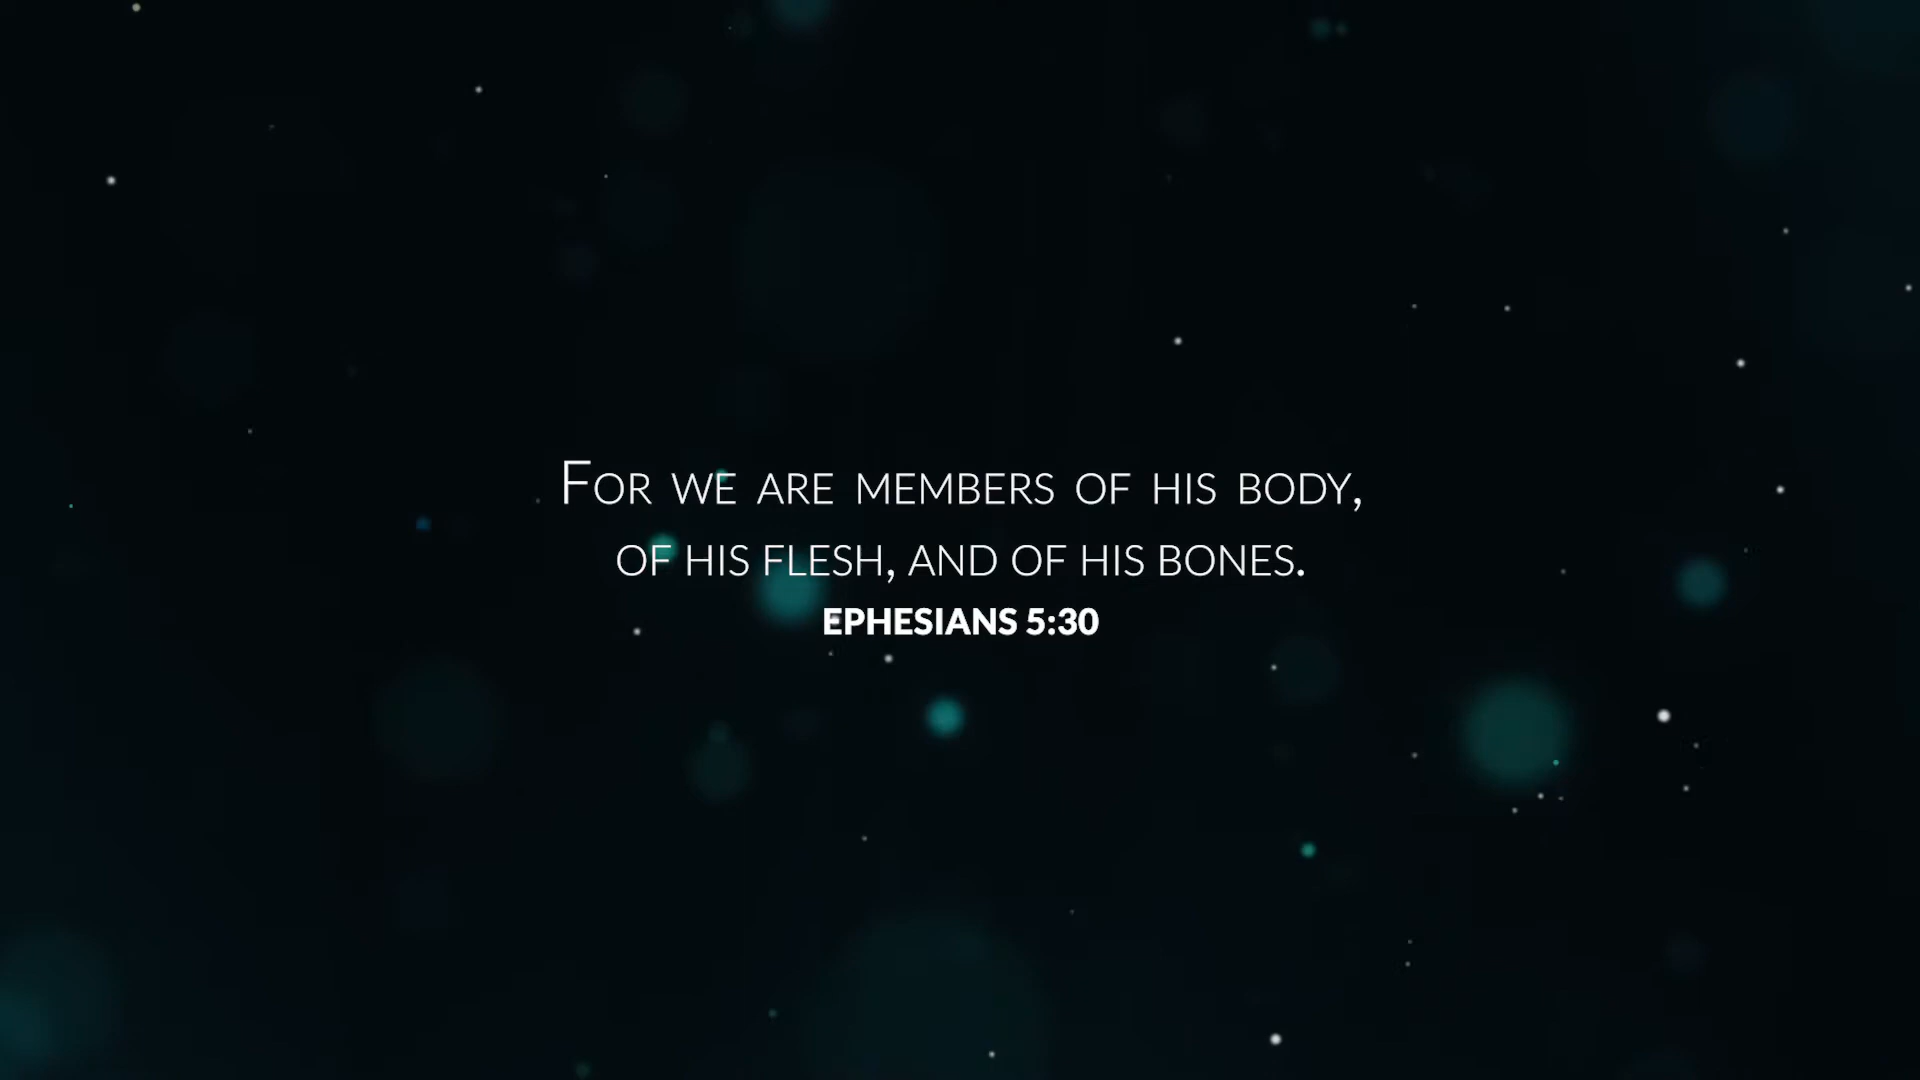 For we are members of his body,
of his flesh, and of his bones.
EPHESIANS 5:30